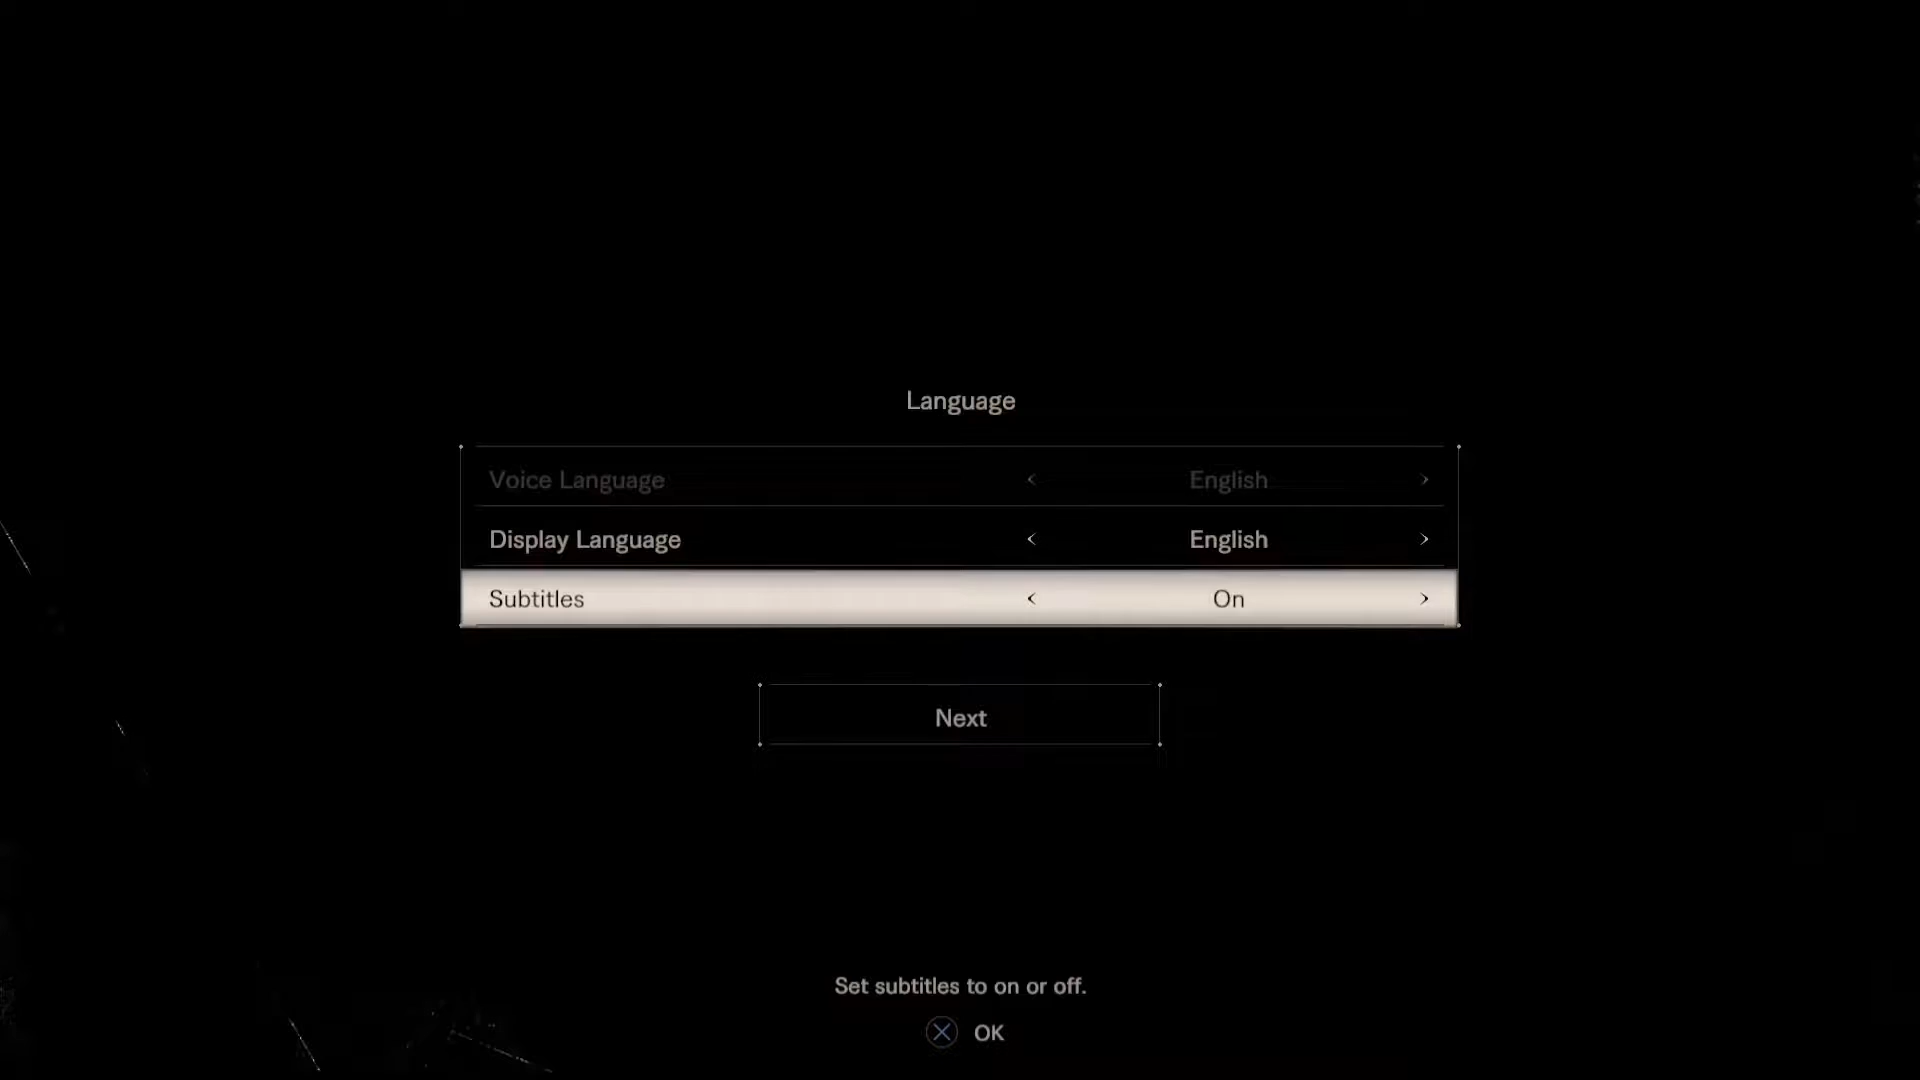 Language
Voice Language < English >
Display Language < English >
Subtitles < On >
Next
Set subtitles to on or off.
OK